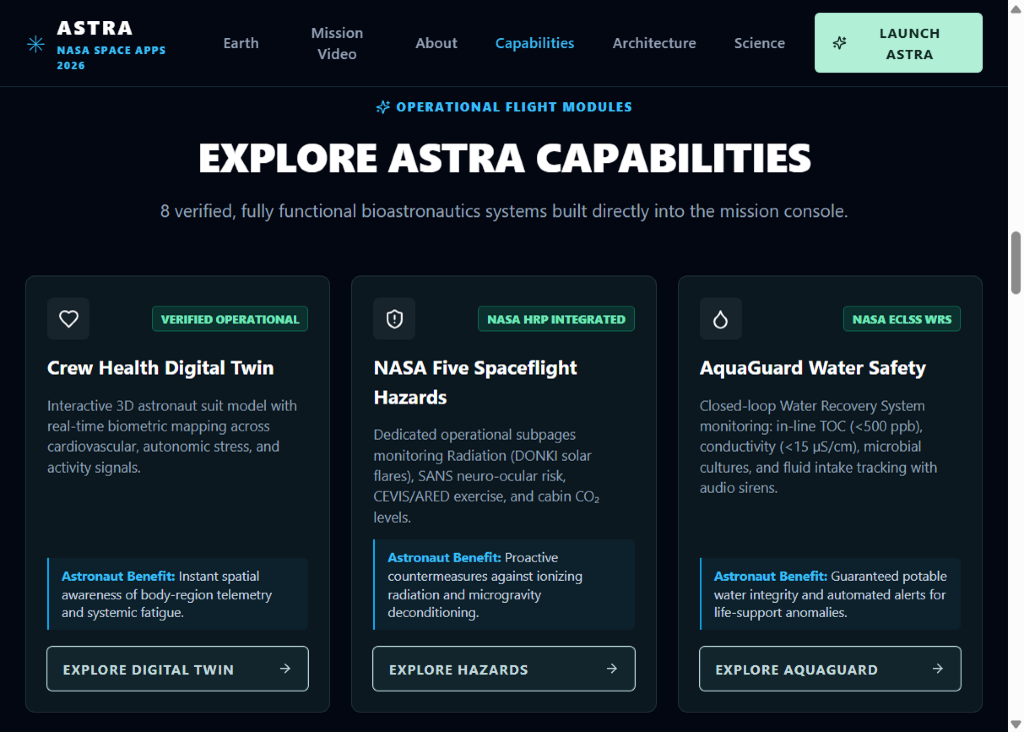 ASTRA
NASA SPACE APPS
2026
Earth
Mission
Video
About
Capabilities
Architecture
Science
LAUNCH
ASTRA
OPERATIONAL FLIGHT MODULES
EXPLORE ASTRA CAPABILITIES
8 verified, fully functional bioastronautics systems built directly into the mission console.
VERIFIED OPERATIONAL
Crew Health Digital Twin
Interactive 3D astronaut suit model with
real-time biometric mapping across
cardiovascular, autonomic stress, and
activity signals.
Astronaut Benefit: Instant spatial
awareness of body-region telemetry
and systemic fatigue.
EXPLORE DIGITAL TWIN
NASA HRP INTEGRATED
NASA Five Spaceflight
Hazards
Dedicated operational subpages
monitoring Radiation (DONKI solar
flares), SANS neuro-ocular risk,
CEVIS/ARED exercise, and cabin CO₂
levels.
Astronaut Benefit: Proactive
countermeasures against ionizing
radiation and microgravity
deconditioning.
EXPLORE HAZARDS
NASA ECLSS WRS
AquaGuard Water Safety
Closed-loop Water Recovery System
monitoring: in-line TOC (<500 ppb),
conductivity (<15 µS/cm), microbial
cultures, and fluid intake tracking with
audio sirens.
Astronaut Benefit: Guaranteed potable
water integrity and automated alerts for
life-support anomalies.
EXPLORE AQUAGUARD